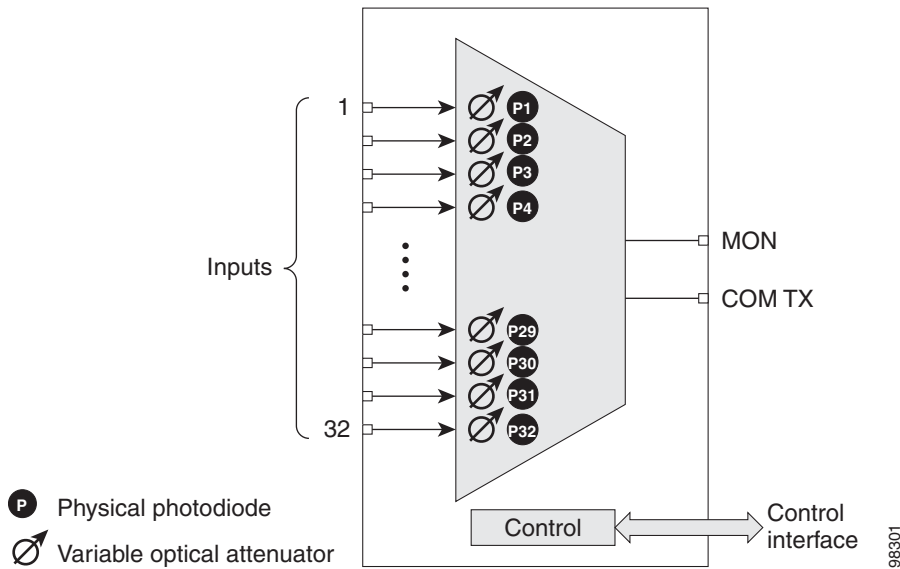 1
P1
P2
P3
P4
MON
Inputs
COM TX
P29
P30
P31
32
P32
P Physical photodiode
Variable optical attenuator
Control
Control
interface
98301